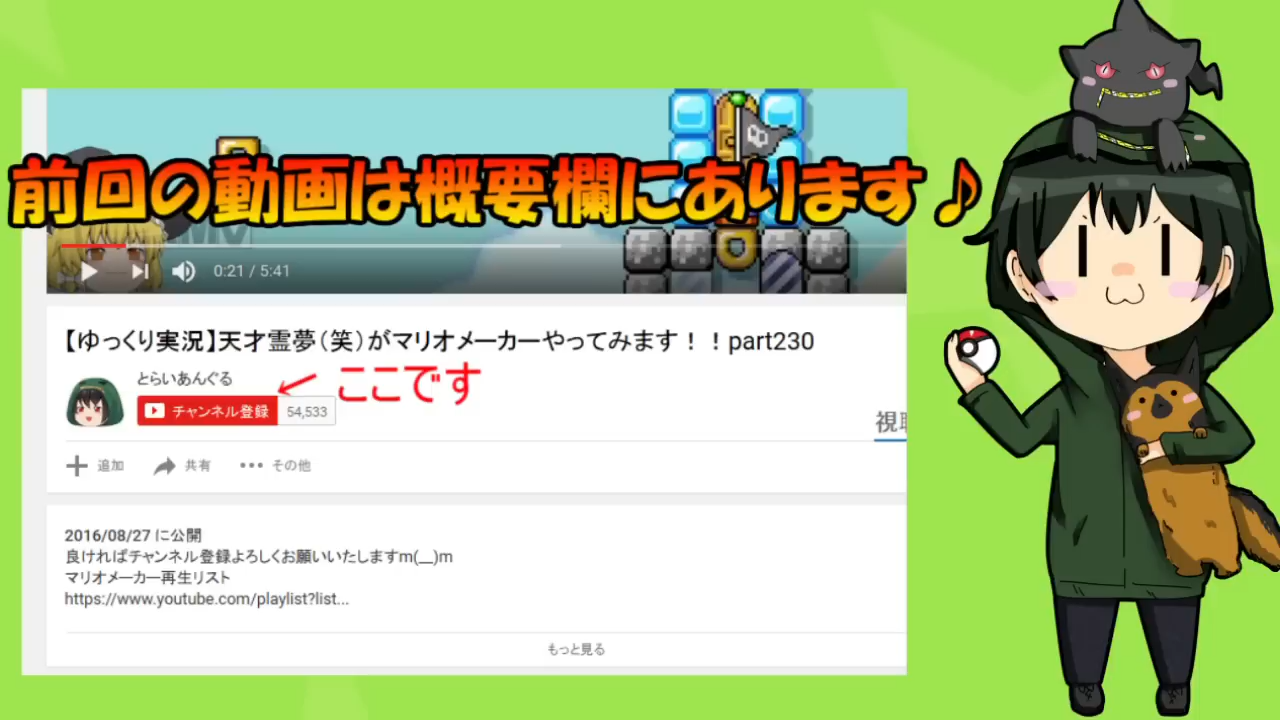 前回の動画は概要欄にあります♪
0:21 / 5:41
【ゆっくり実況】天才霊夢（笑）がマリオメーカーやってみます！！part230
とらいあんぐる
チャンネル登録 54,533
ここです
視聴
追加 共有 その他
2016/08/27 に公開
良ければチャンネル登録よろしくお願いいたしますm(__)m
マリオメーカー再生リスト
https://www.youtube.com/playlist?list...
もっと見る